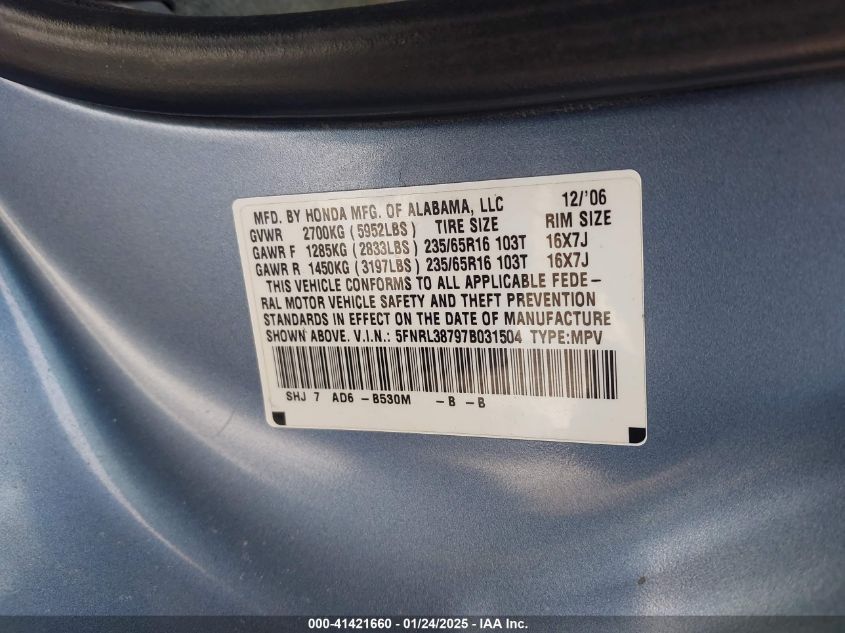 MFD. BY HONDA MFG. OF ALABAMA, LLC 12/'06
GVWR 2700KG (5952LBS) TIRE SIZE RIM SIZE
GAWR F 1285KG (2833LBS) 235/65R16 103T 16X7J
GAWR R 1450KG (3197LBS) 235/65R16 103T 16X7J
THIS VEHICLE CONFORMS TO ALL APPLICABLE FEDE-
RAL MOTOR VEHICLE SAFETY AND THEFT PREVENTION
STANDARDS IN EFFECT ON THE DATE OF MANUFACTURE
SHOWN ABOVE. V.I.N.: 5FNRL38797B031504 TYPE:MPV
SHJ 7 AD6 -B530M -B -B
000-41421660 - 01/24/2025 - IAA Inc.